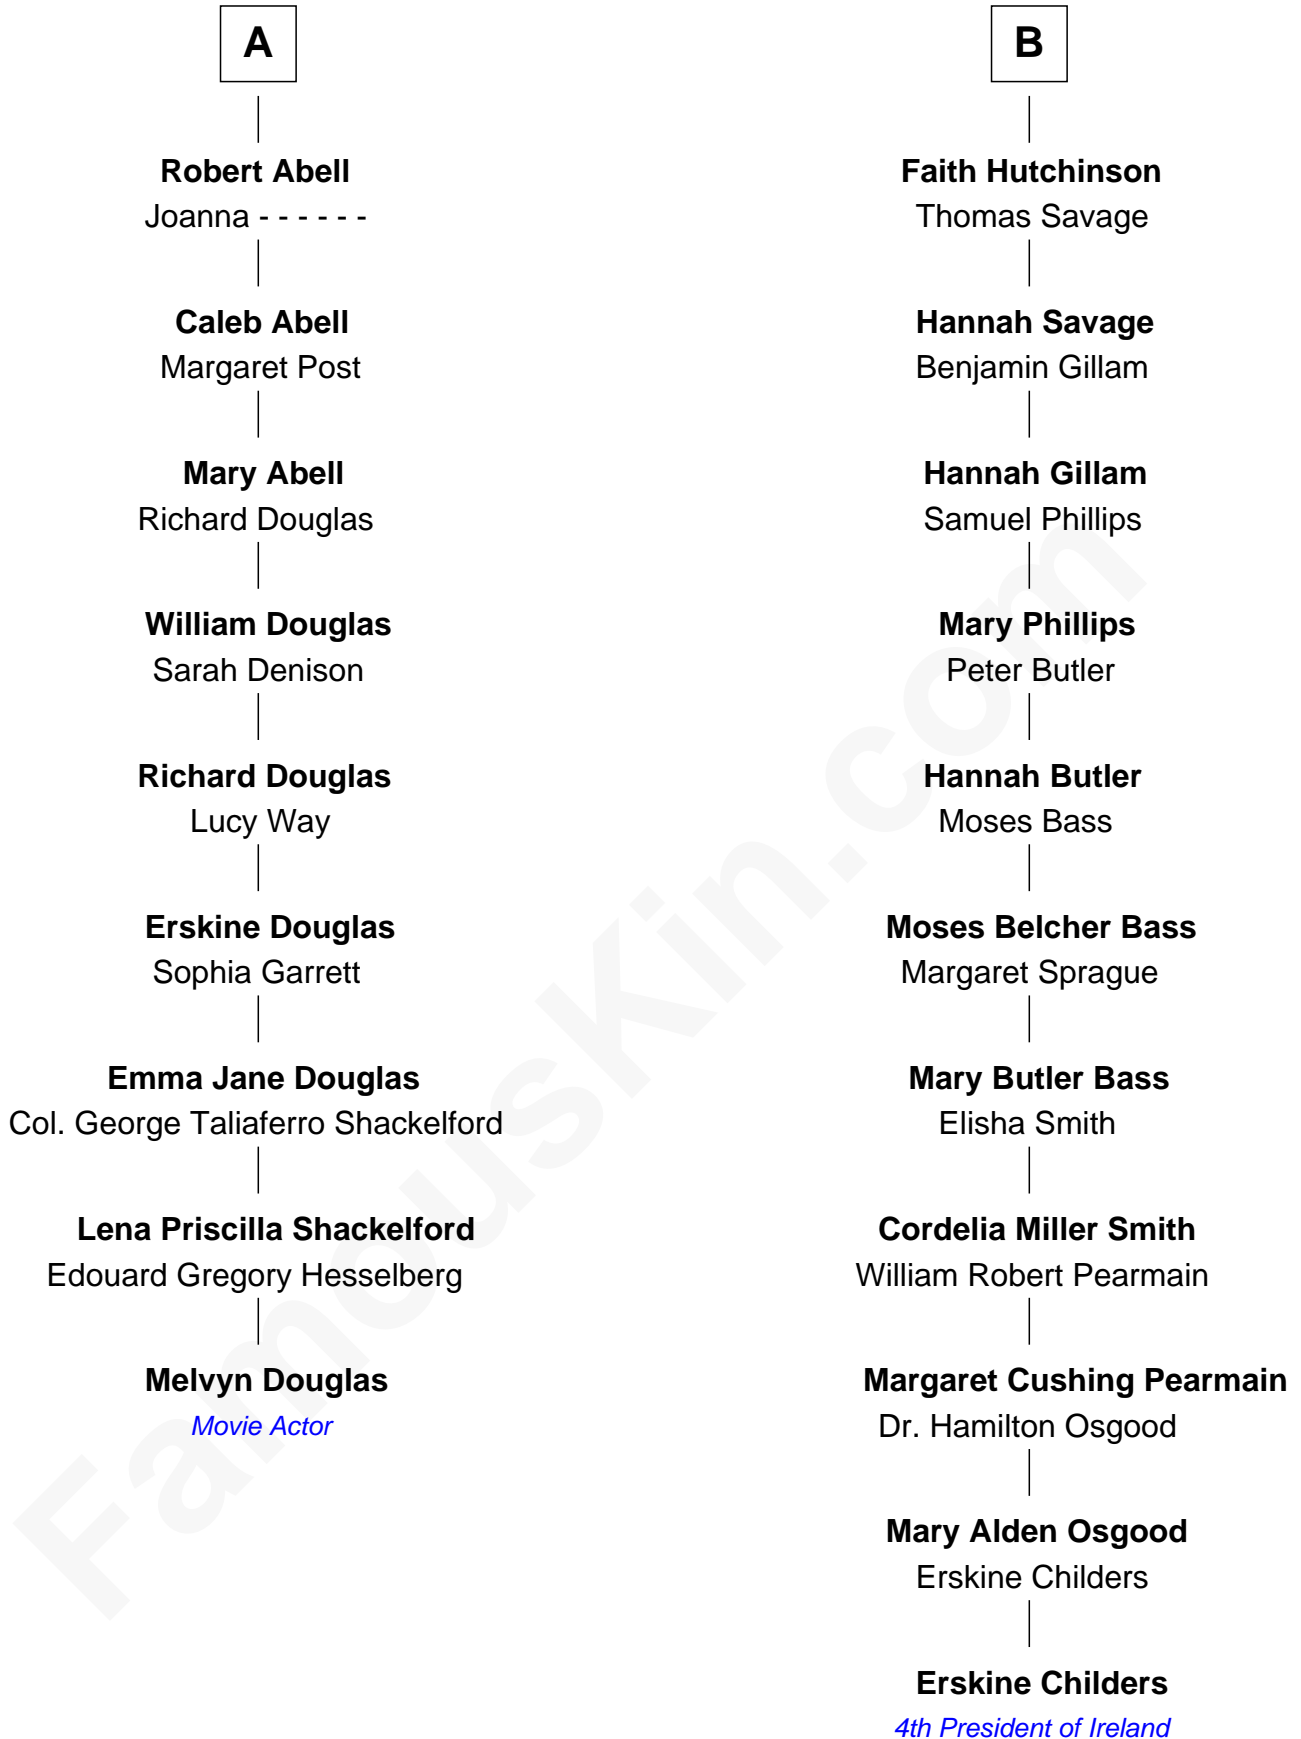 A
Robert Abell
Joanna - - - - - -
Caleb Abell
Margaret Post
Mary Abell
Richard Douglas
William Douglas
Sarah Denison
Richard Douglas
Lucy Way
Erskine Douglas
Sophia Garrett
Emma Jane Douglas
Col. George Taliaferro Shackelford
Lena Priscilla Shackelford
Edouard Gregory Hesselberg
Melvyn Douglas
Movie Actor
B
Faith Hutchinson
Thomas Savage
Hannah Savage
Benjamin Gillam
Hannah Gillam
Samuel Phillips
Mary Phillips
Peter Butler
Hannah Butler
Moses Bass
Moses Belcher Bass
Margaret Sprague
Mary Butler Bass
Elisha Smith
Cordelia Miller Smith
William Robert Pearmain
Margaret Cushing Pearmain
Dr. Hamilton Osgood
Mary Alden Osgood
Erskine Childers
Erskine Childers
4th President of Ireland
FamousKin.com